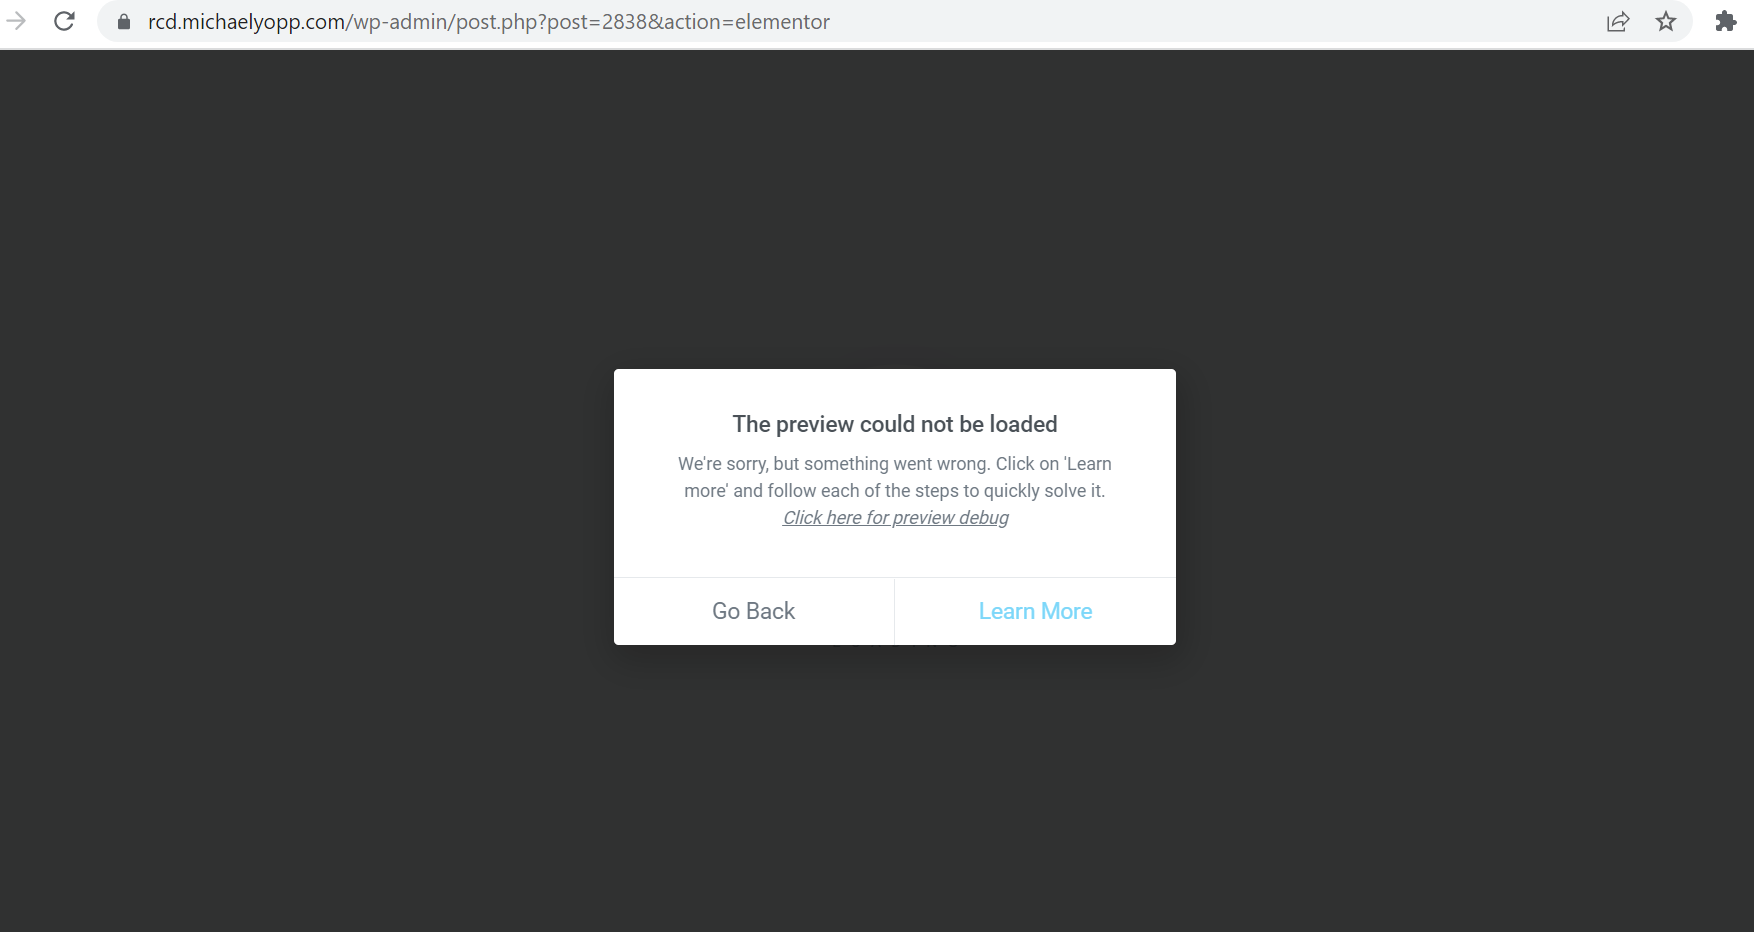 rcd.michaelyopp.com/wp-admin/post.php?post=2838&action=elementor
The preview could not be loaded
We're sorry, but something went wrong. Click on 'Learn
more' and follow each of the steps to quickly solve it.
Click here for preview debug
Go Back
Learn More